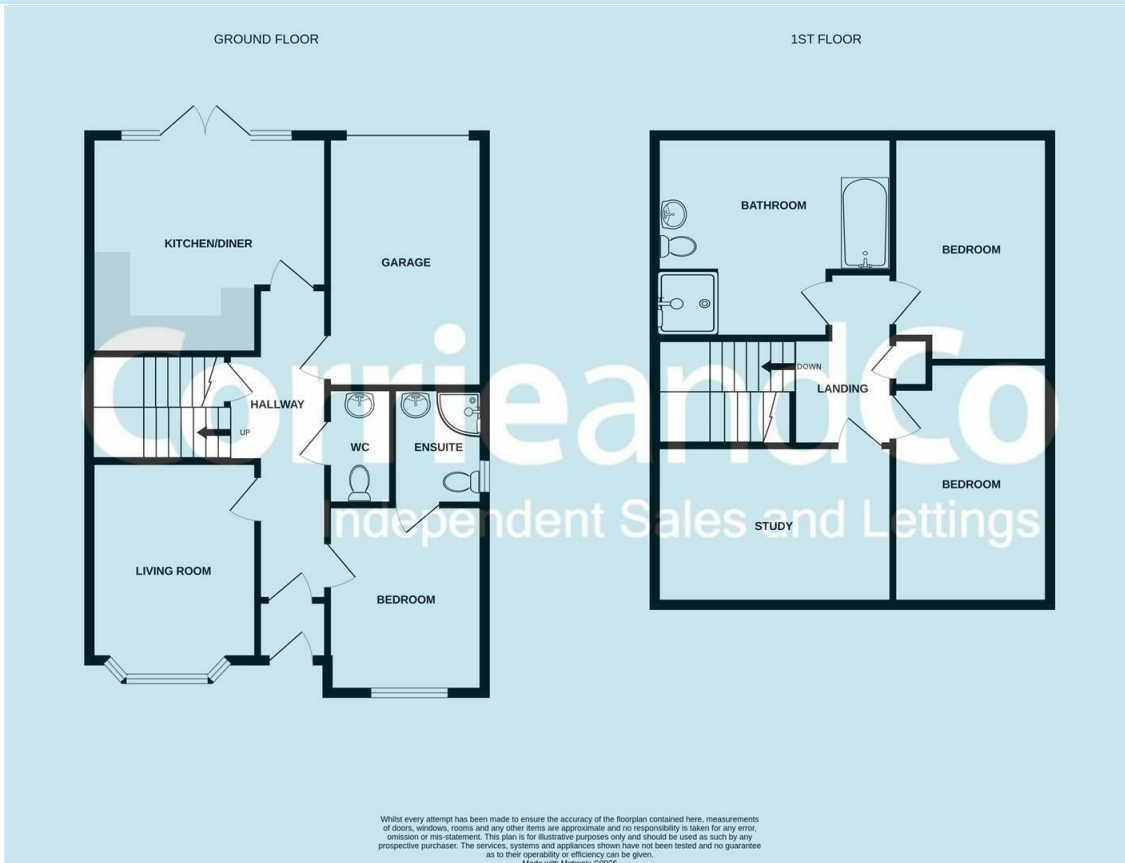 GROUND FLOOR
1ST FLOOR
KITCHEN/DINER
GARAGE
BATHROOM
BEDROOM
HALLWAY
UP
WC
ENSUITE
DOWN
LANDING
LIVING ROOM
BEDROOM
STUDY
BEDROOM
CorrieandCo
Independent Sales and Lettings
Whilst every attempt has been made to ensure the accuracy of the floorplan contained here, measurements
of doors, windows, rooms and any other items are approximate and no responsibility is taken for any error,
omission or mis-statement. This plan is for illustrative purposes only and should be used as such by any
prospective purchaser. The services, systems and appliances shown have not been tested and no guarantee
as to their operability or efficiency can be given.
Made with Metropix ©2026